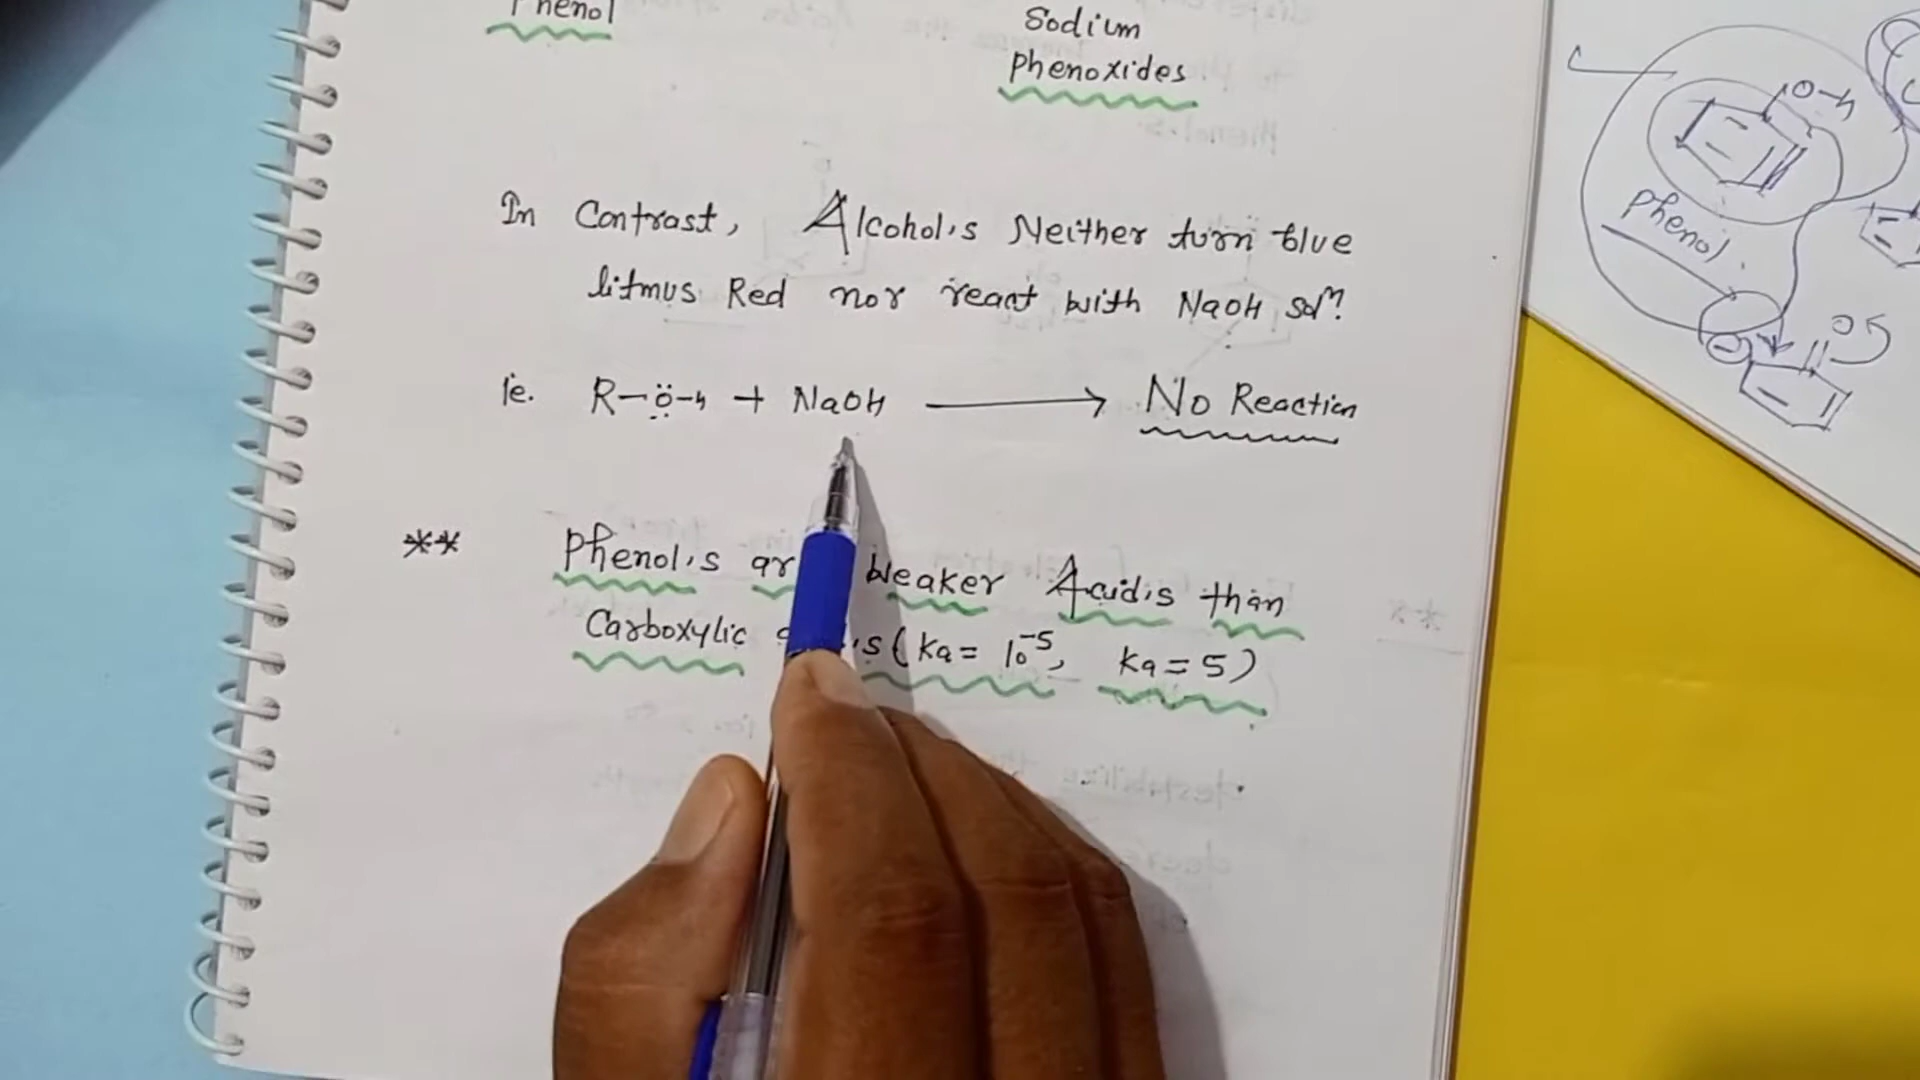 Phenol
Sodium
Phenoxides
In Contrast, Alcohol's Neither turn blue
litmus Red nor react with NaOH solⁿ.
ie. R-Ö-H + NaOH ⟶ No Reaction
** Phenol's are weaker Acid's than
Carboxylic (Ka = 10⁻⁵, Ka = 5)
O-H
phenol.
O